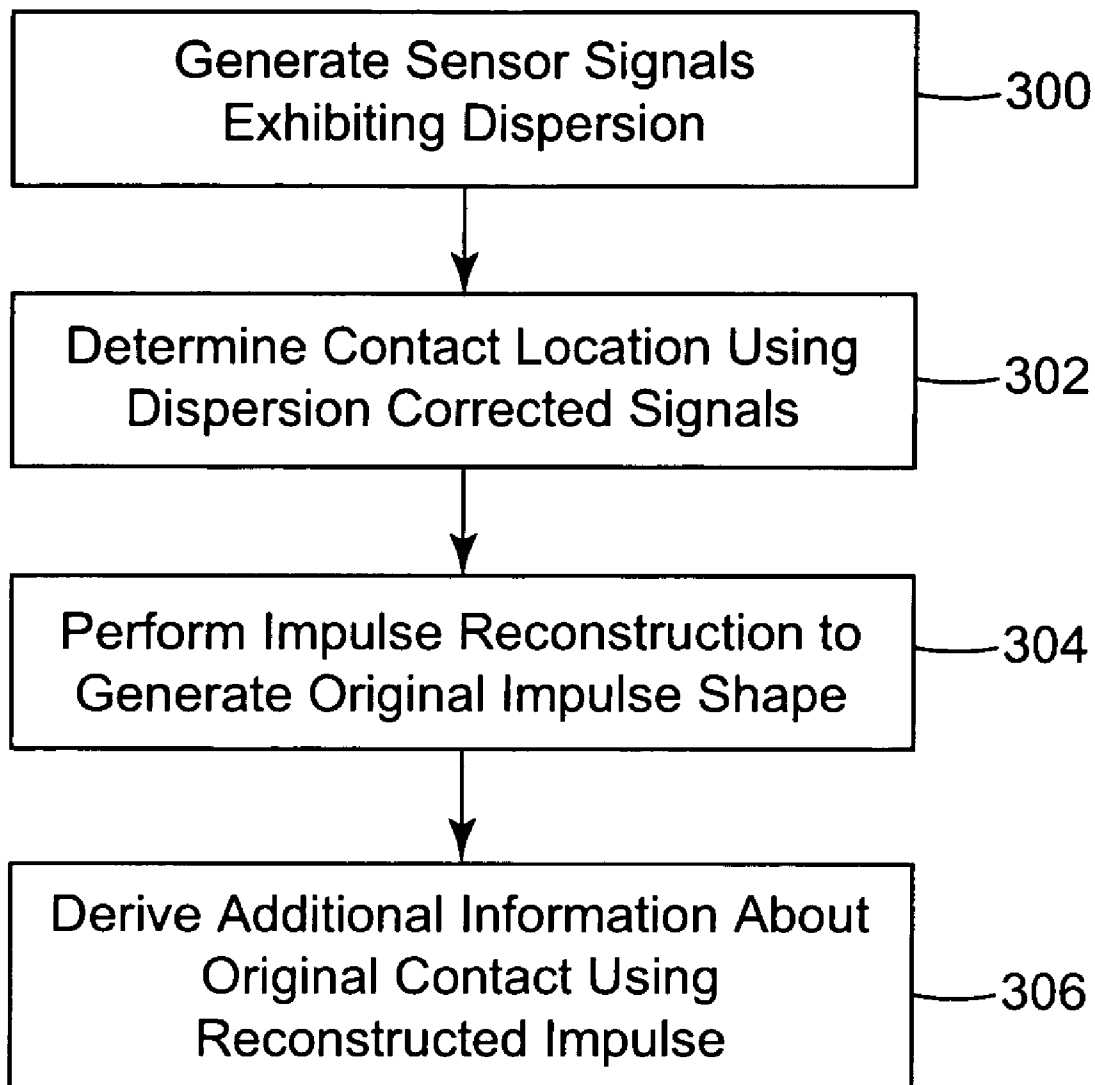 Generate Sensor Signals
Exhibiting Dispersion
300
Determine Contact Location Using
Dispersion Corrected Signals
302
Perform Impulse Reconstruction to
Generate Original Impulse Shape
304
Derive Additional Information About
Original Contact Using
Reconstructed Impulse
306